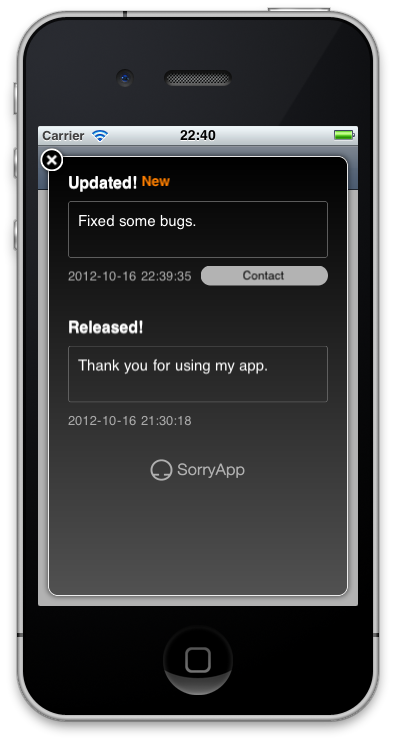 Carrier 22:40
Updated! New
Fixed some bugs.
2012-10-16 22:39:35 Contact
Released!
Thank you for using my app.
2012-10-16 21:30:18
SorryApp